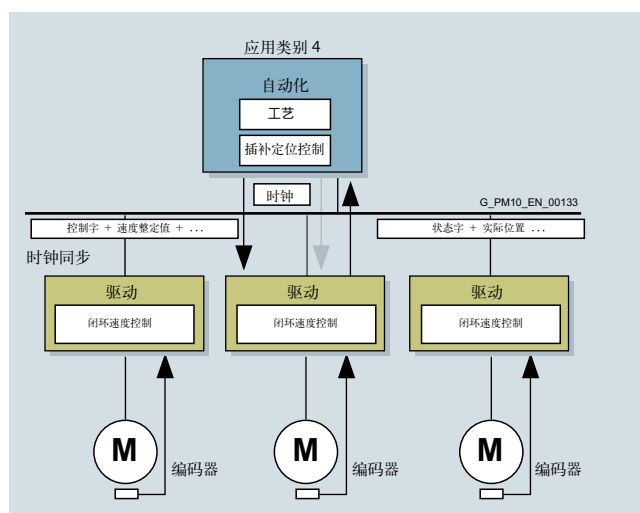 应用类别 4
自动化
工艺
插补定位控制
时钟
G_PM10_EN_00133
控制字 + 速度整定值 + ...
状态字 + 实际位置 ...
时钟同步
驱动
驱动
驱动
闭环速度控制
闭环速度控制
闭环速度控制
M
M
M
编码器
编码器
编码器